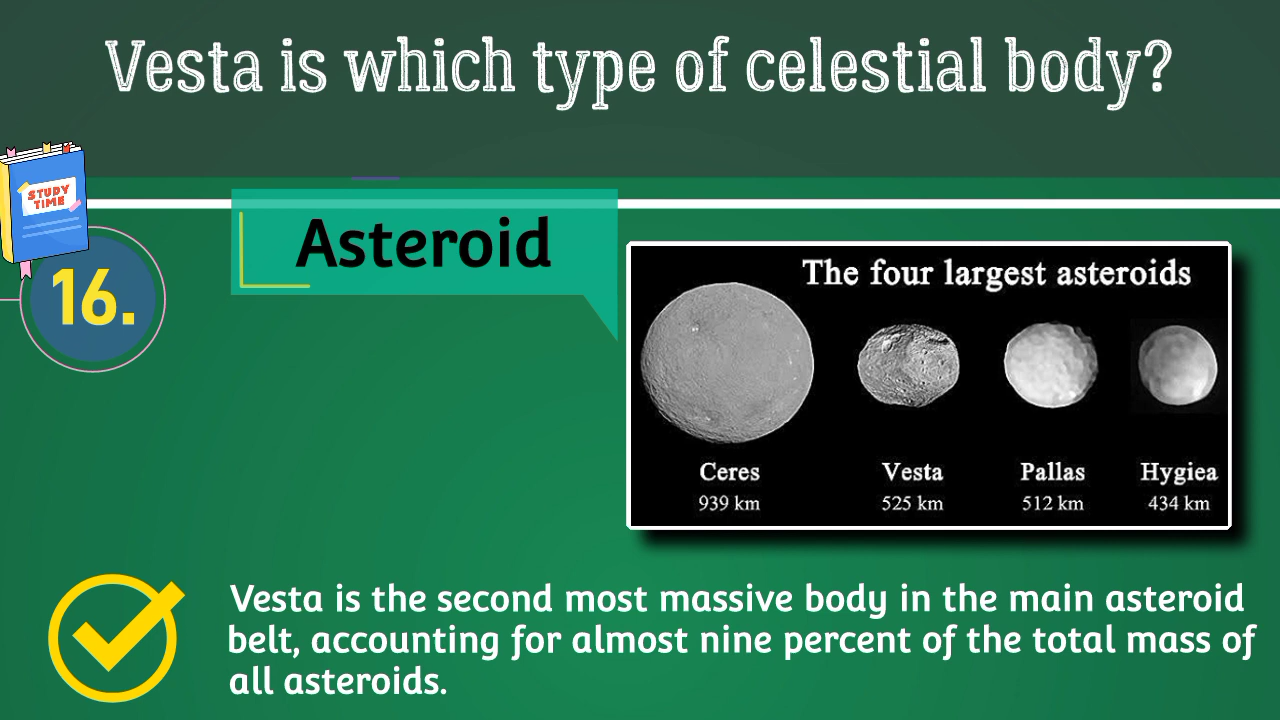 Vesta is which type of celestial body?
STUDY
TIME
Asteroid
16.
The four largest asteroids
Ceres Vesta Pallas Hygiea
939 km 525 km 512 km 434 km
Vesta is the second most massive body in the main asteroid
belt, accounting for almost nine percent of the total mass of
all asteroids.